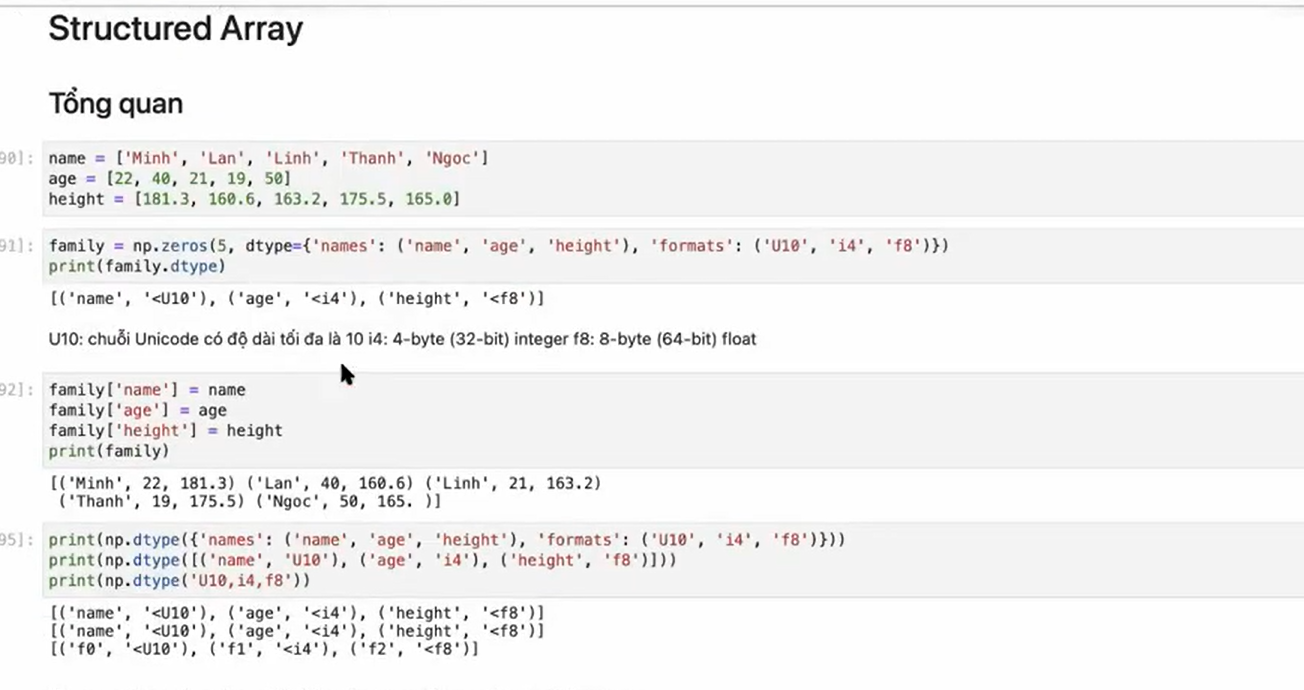 Structured Array
Tổng quan
90]:
name = ['Minh', 'Lan', 'Linh', 'Thanh', 'Ngoc']
age = [22, 40, 21, 19, 50]
height = [181.3, 160.6, 163.2, 175.5, 165.0]
91]:
family = np.zeros(5, dtype={'names': ('name', 'age', 'height'), 'formats': ('U10', 'i4', 'f8')})
print(family.dtype)
[('name', '<U10'), ('age', '<i4'), ('height', '<f8')]
U10: chuỗi Unicode có độ dài tối đa là 10 i4: 4-byte (32-bit) integer f8: 8-byte (64-bit) float
92]:
family['name'] = name
family['age'] = age
family['height'] = height
print(family)
[('Minh', 22, 181.3) ('Lan', 40, 160.6) ('Linh', 21, 163.2)
('Thanh', 19, 175.5) ('Ngoc', 50, 165. )]
95]:
print(np.dtype({'names': ('name', 'age', 'height'), 'formats': ('U10', 'i4', 'f8')}))
print(np.dtype([('name', 'U10'), ('age', 'i4'), ('height', 'f8')]))
print(np.dtype('U10,i4,f8'))
[('name', '<U10'), ('age', '<i4'), ('height', '<f8')]
[('name', '<U10'), ('age', '<i4'), ('height', '<f8')]
[('f0', '<U10'), ('f1', '<i4'), ('f2', '<f8')]